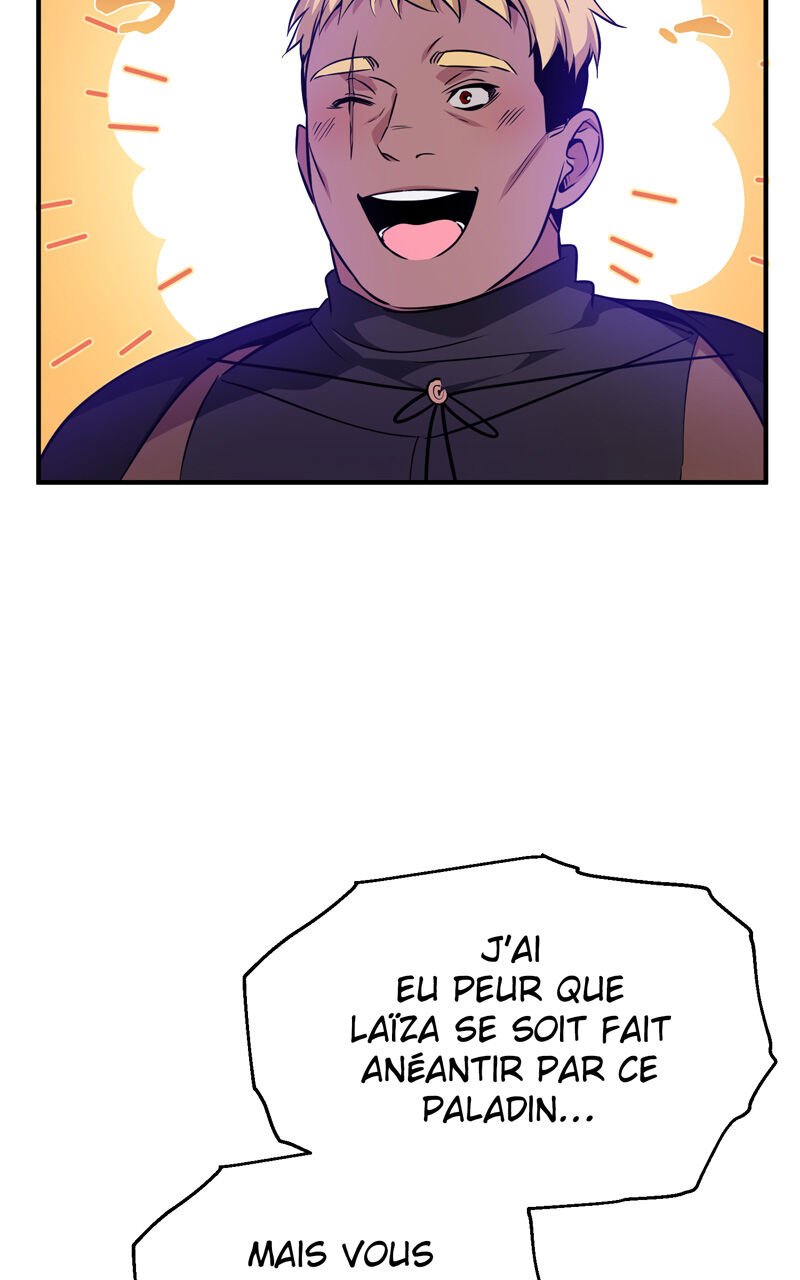 J'AI
EU PEUR QUE
LAÏZA SE SOIT FAIT
ANÉANTIR PAR CE
PALADIN...
MAIS VOUS